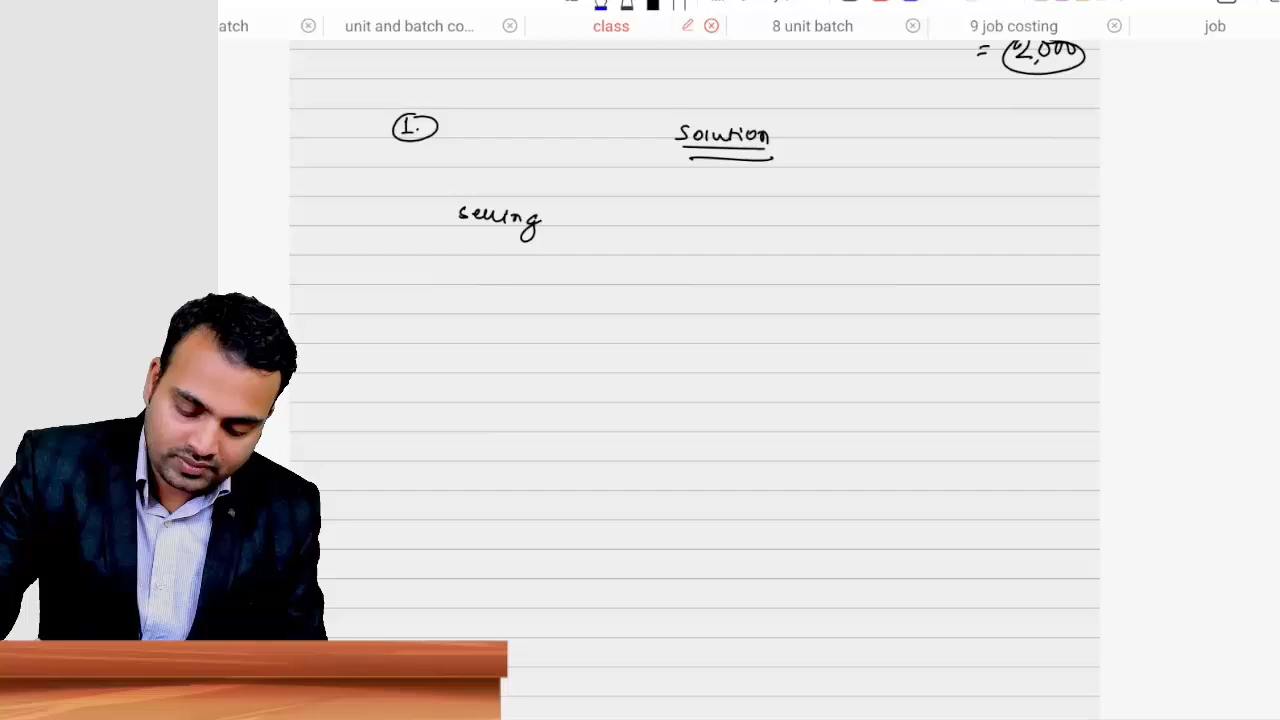 atch unit and batch co... class 8 unit batch 9 job costing job
= 2,000
1. Solution
selling